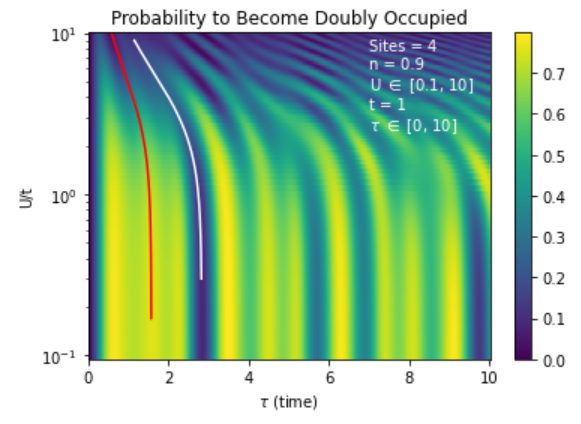 Probability to Become Doubly Occupied
10¹
10⁰
10⁻¹
U/t
Sites = 4
n = 0.9
U ∈ [0.1, 10]
t = 1
τ ∈ [0, 10]
0 2 4 6 8 10
τ (time)
0.7
0.6
0.5
0.4
0.3
0.2
0.1
0.0